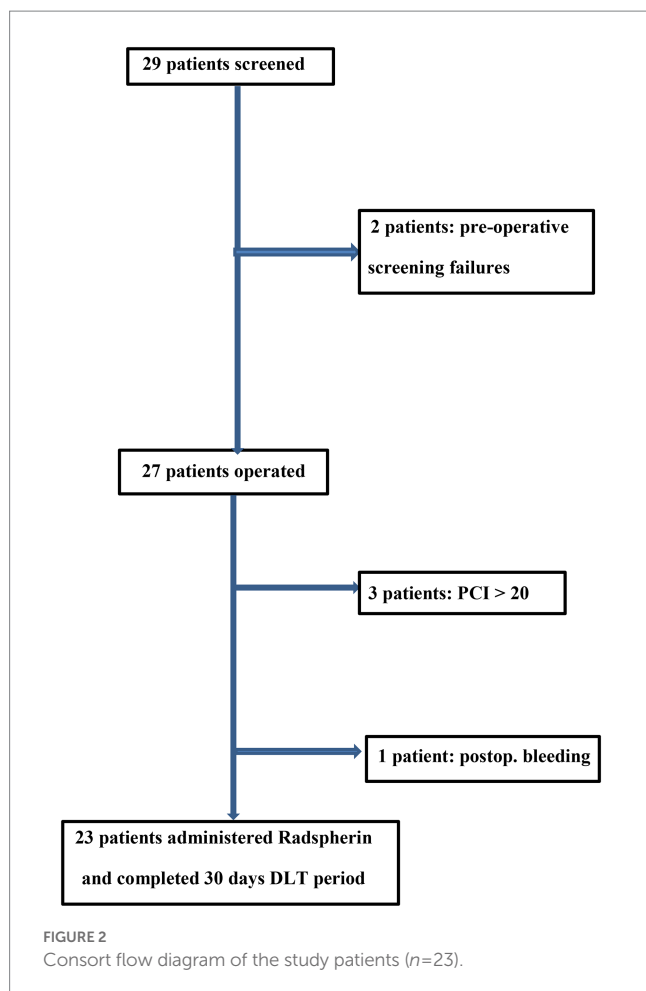 29 patients screened
2 patients: pre-operative
screening failures
27 patients operated
3 patients: PCI > 20
1 patient: postop. bleeding
23 patients administered Radspherin
and completed 30 days DLT period
FIGURE 2
Consort flow diagram of the study patients (n=23).